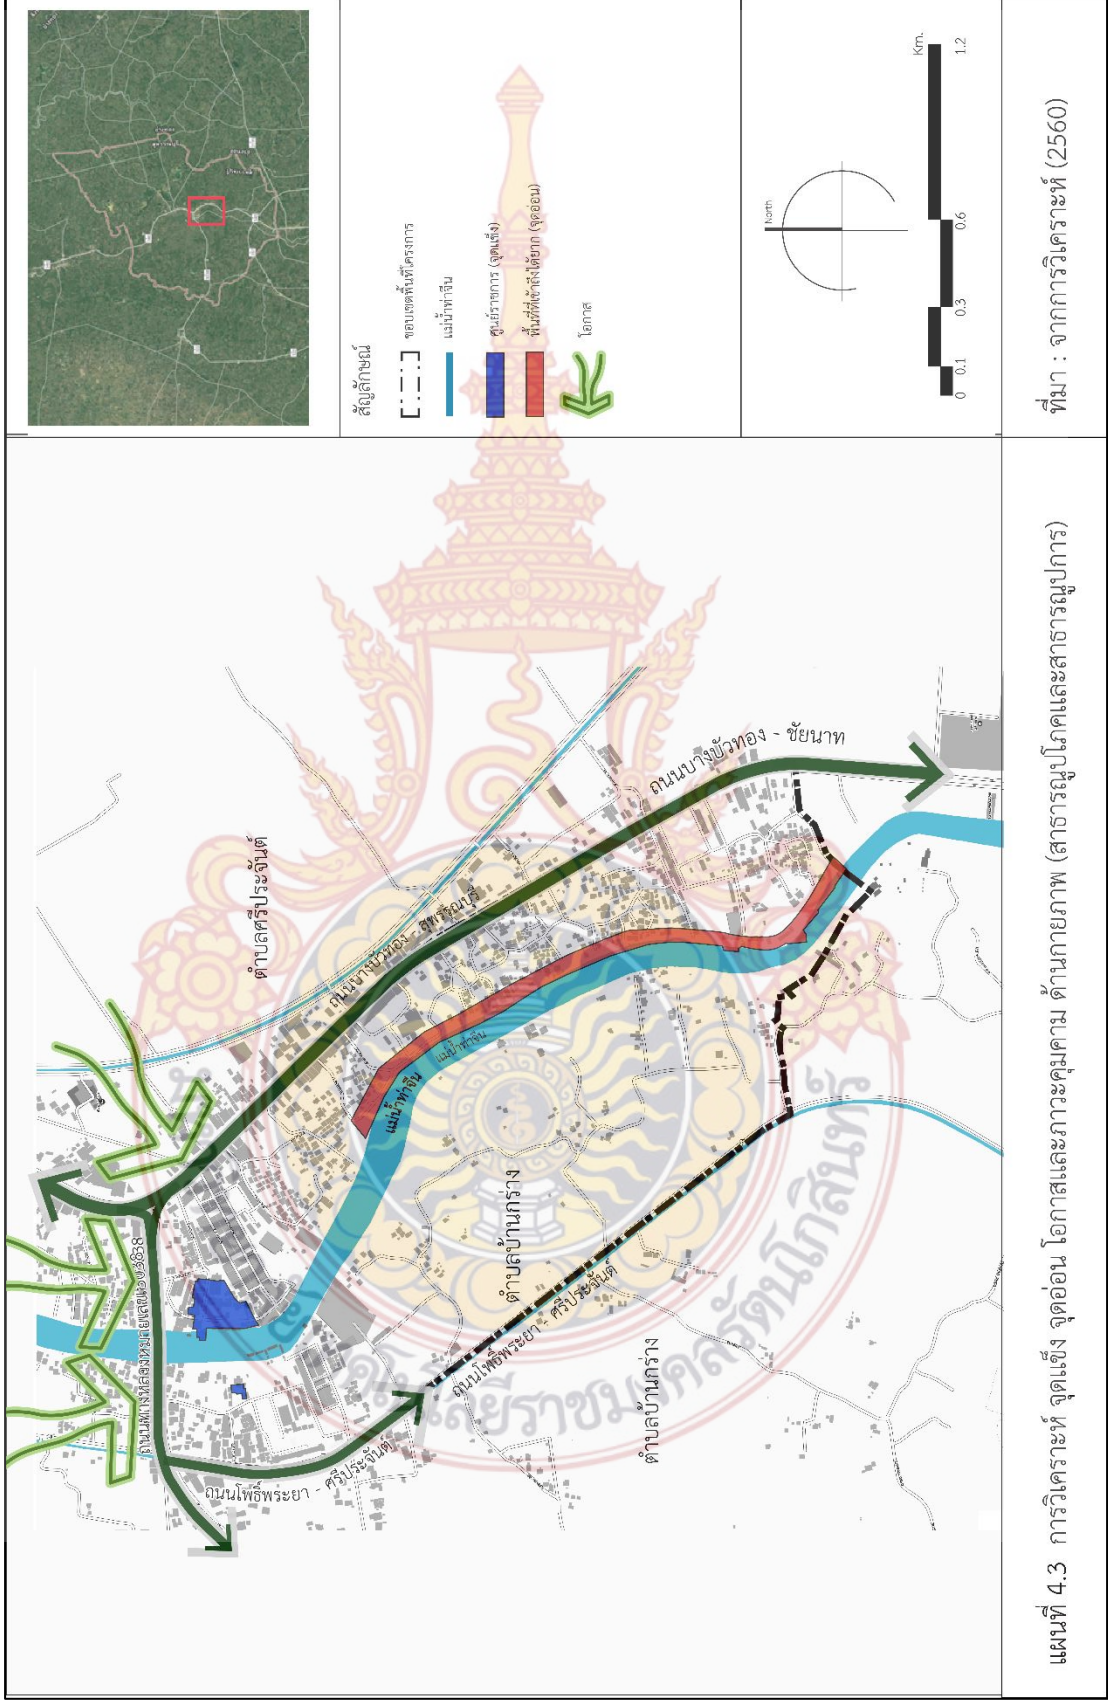 สัญลักษณ์
ขอบเขตพื้นที่โครงการ
แม่น้ำท่าจีน
ศูนย์ราชการ (จุดแข็ง)
พื้นที่ที่เข้าถึงได้ยาก (จุดอ่อน)
โอกาส
North
Km.
0 0.1 0.3 0.6 1.2
ตำบลศรีประจันต์
ถนนบางบัวทอง - สุพรรณบุรี
ถนนบางบัวทอง - ชัยนาท
แม่น้ำท่าจีน
แม่น้ำท่าจีน
ตำบลบ้านกร่าง
ถนนโพธิ์พระยา - ศรีประจันต์
ถนนโพธิ์พระยา - ศรีประจันต์
ตำบลบ้านกร่าง
ที่มา : จากการวิเคราะห์ (2560)
แผนที่ 4.3 การวิเคราะห์ จุดแข็ง จุดอ่อน โอกาสและภาวะคุมคาม ด้านกายภาพ (สาธารณูปโภคและสาธารณูปการ)